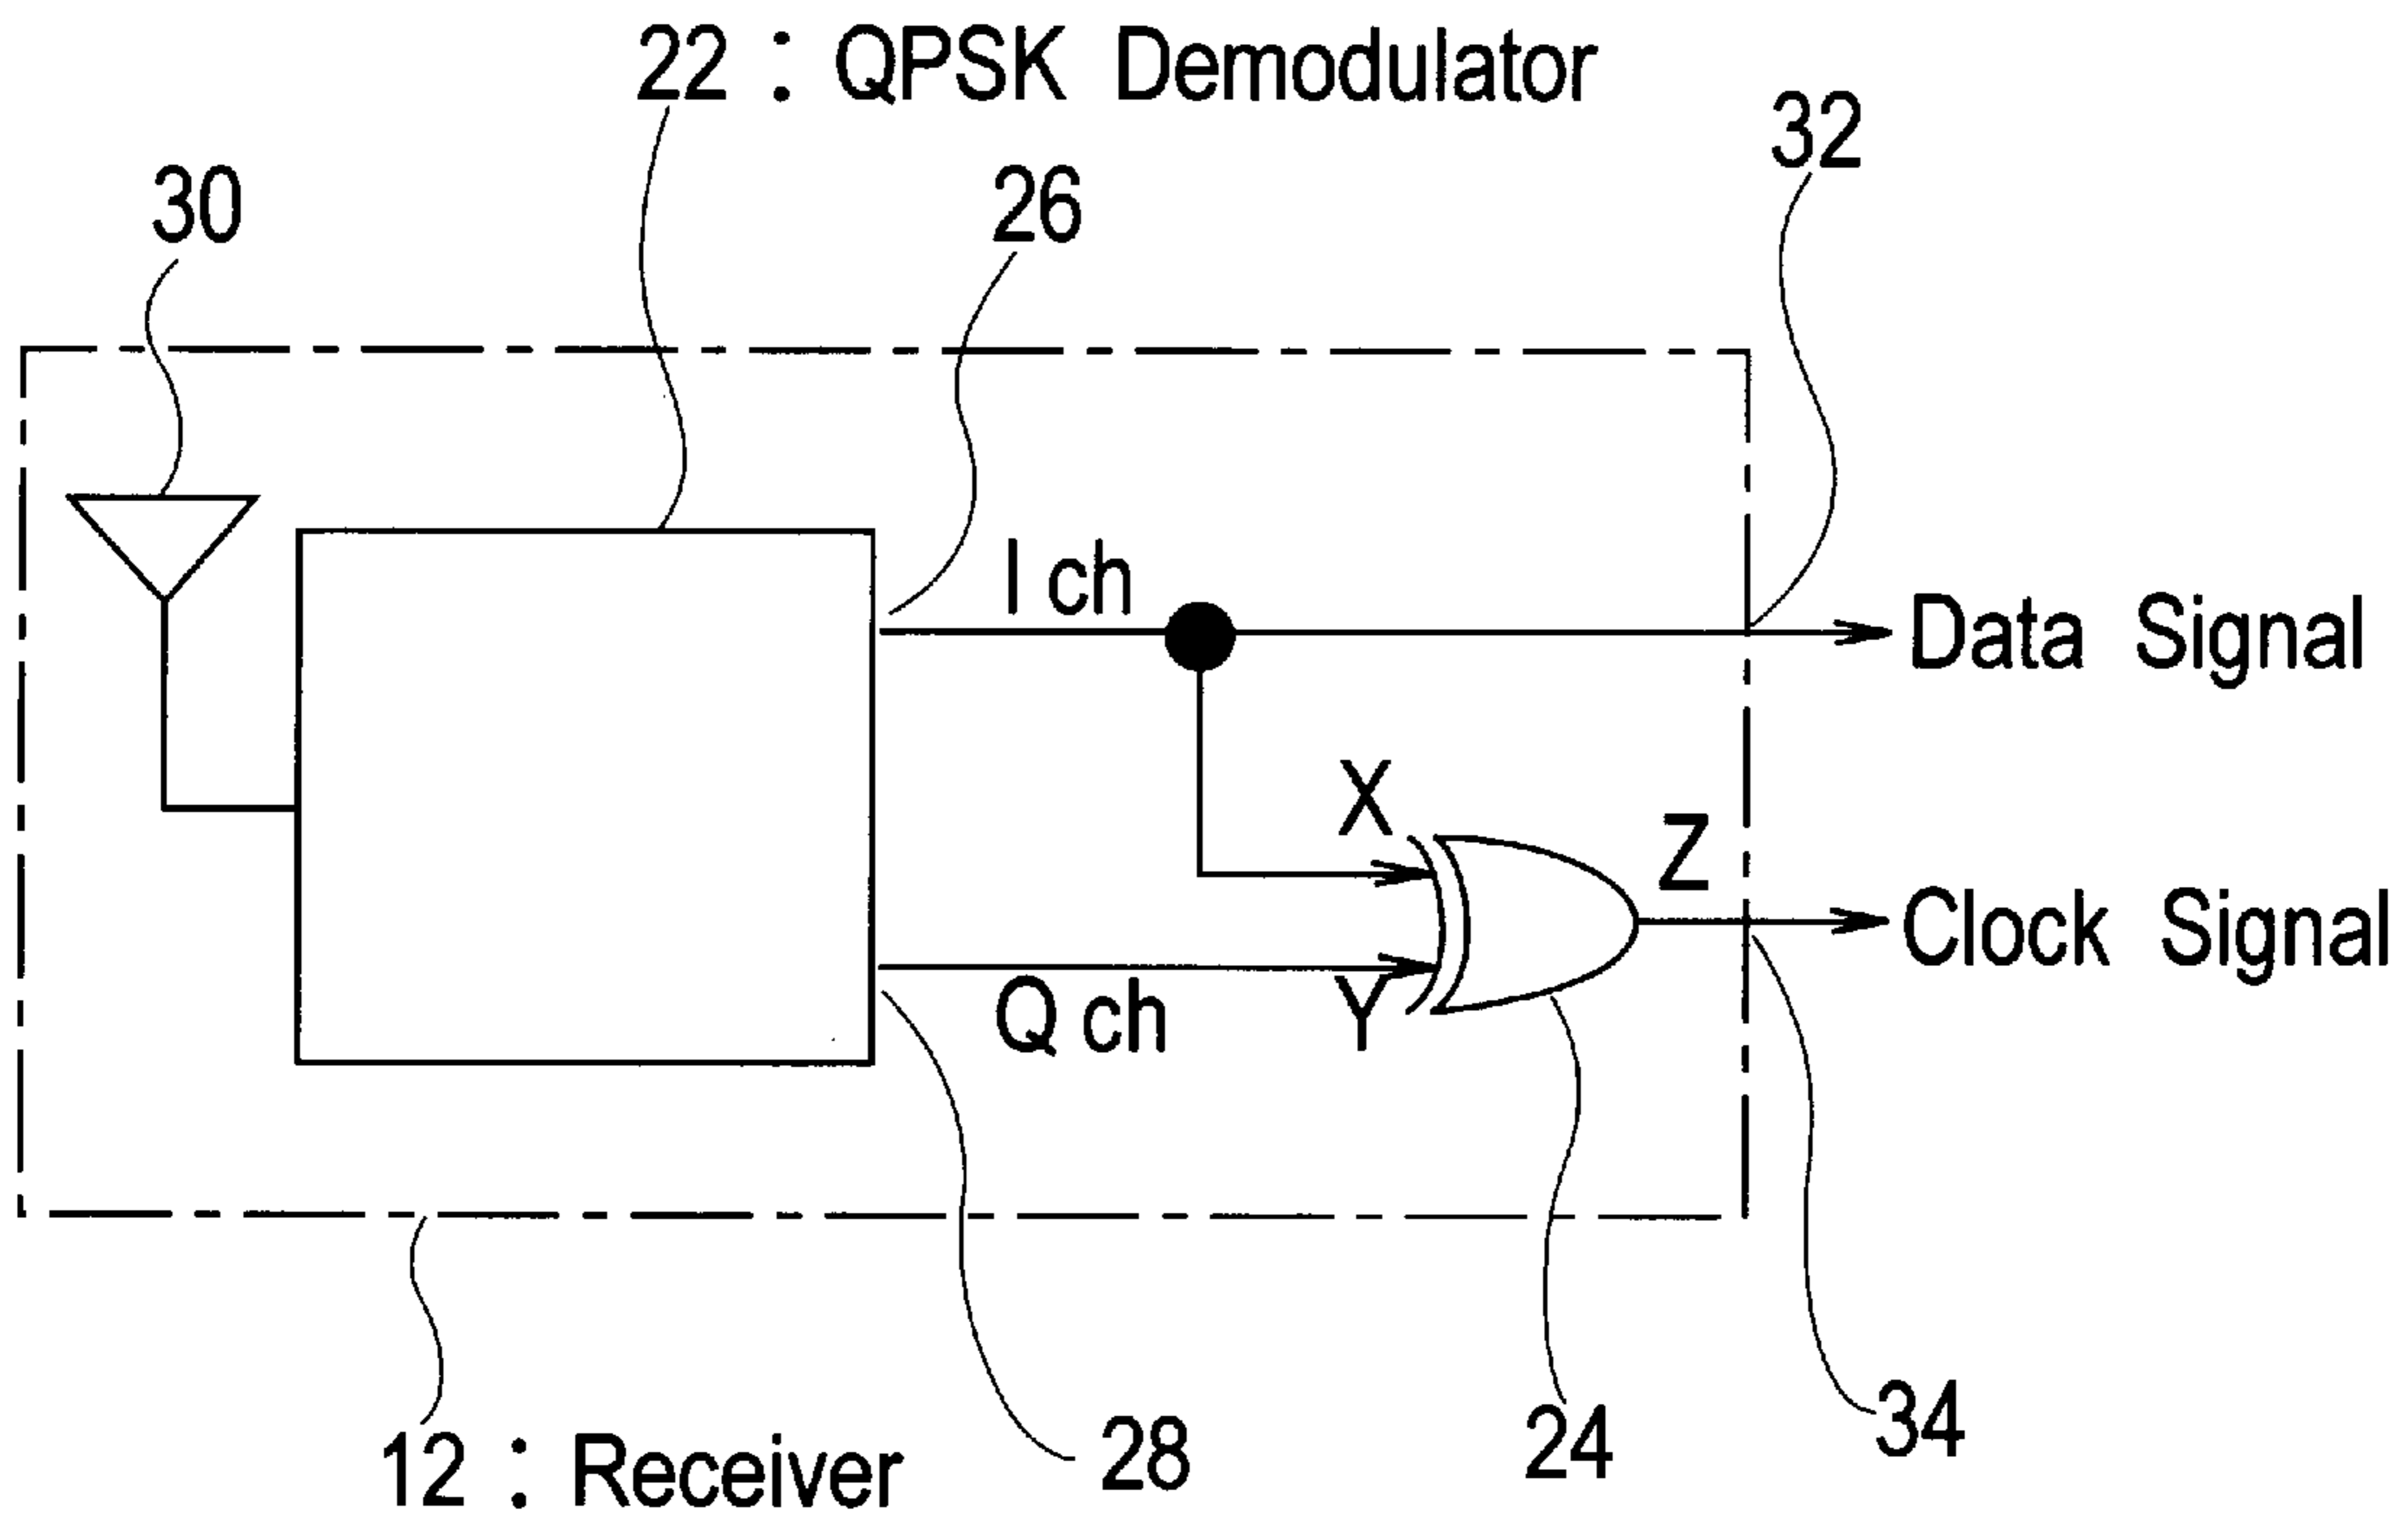 22 : QPSK Demodulator
32
30
26
I ch
Data Signal
X
Z
Clock Signal
Q ch
Y
12 : Receiver
28
24
34